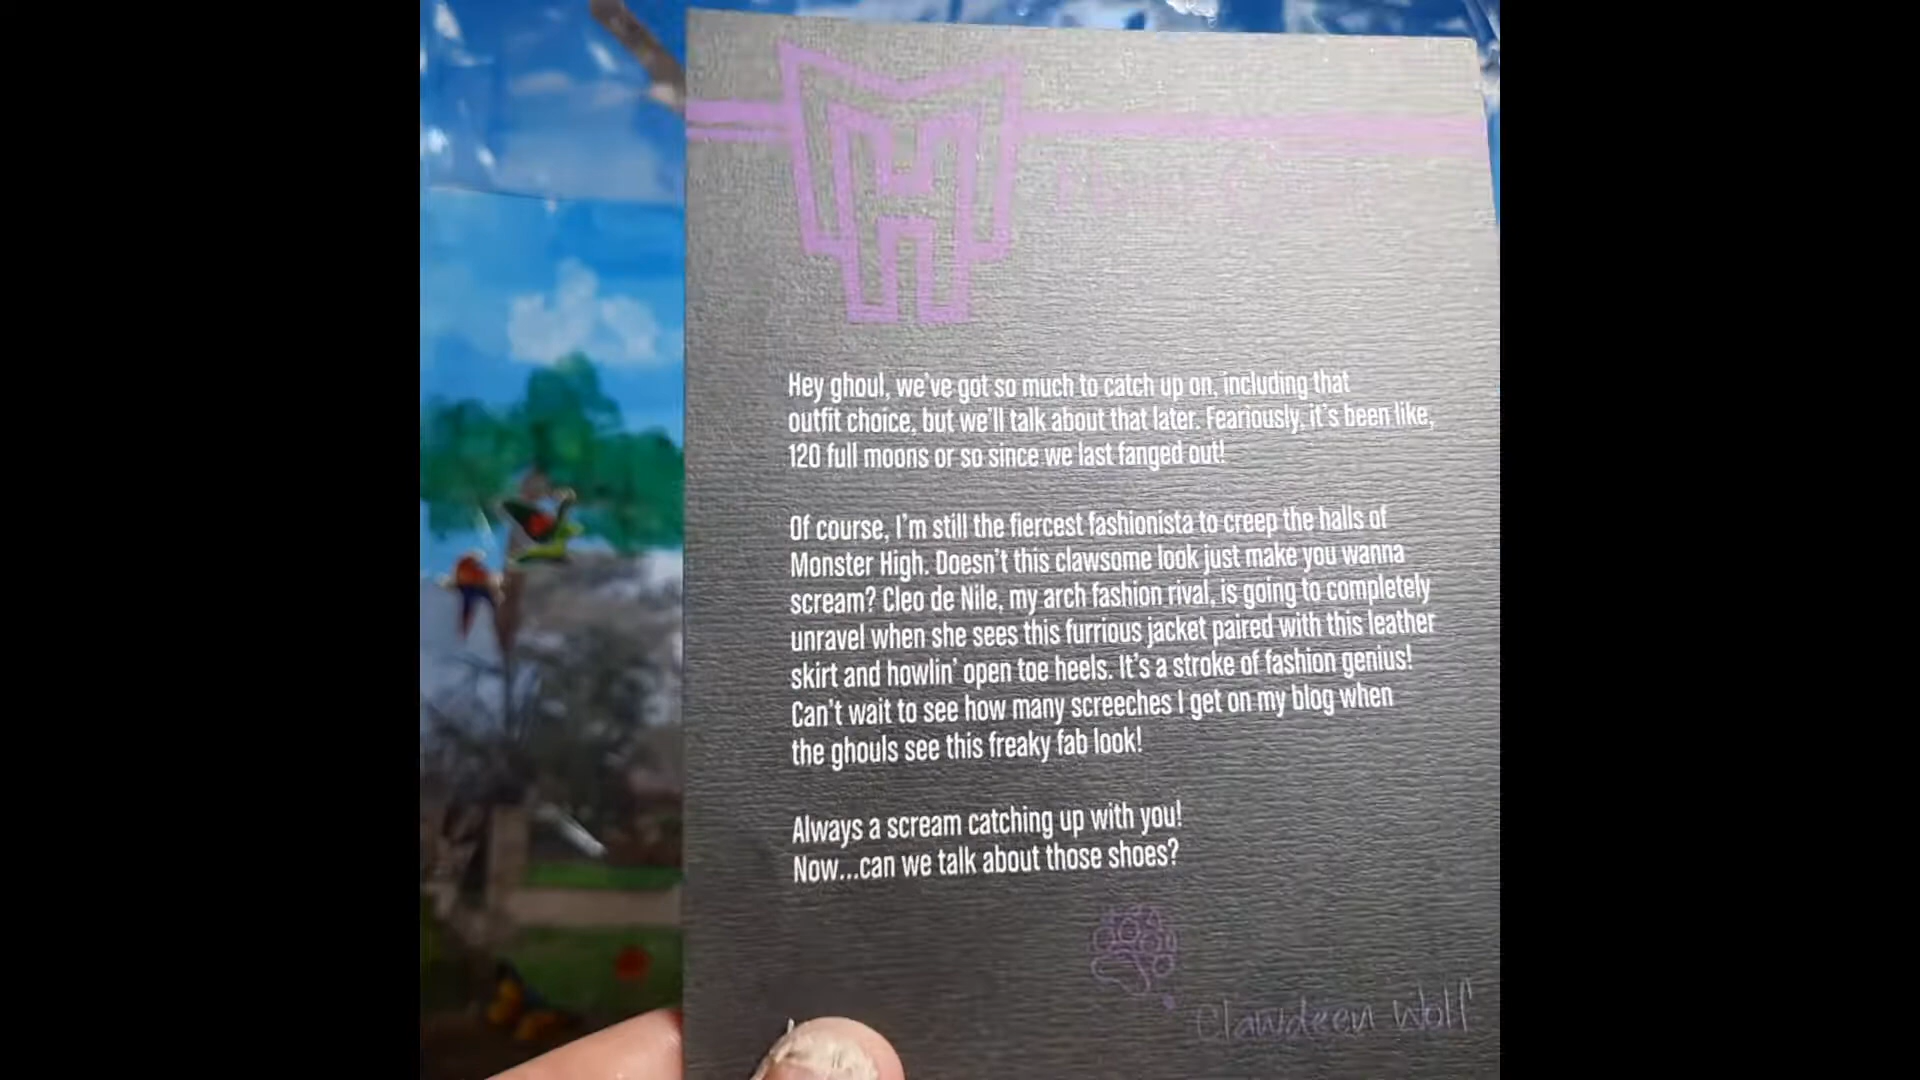 Hey ghoul, we've got so much to catch up on, including that
outfit choice, but we'll talk about that later. Feariously, it's been like,
120 full moons or so since we last fanged out!
Of course, I'm still the fiercest fashionista to creep the halls of
Monster High. Doesn't this clawsome look just make you wanna
scream? Cleo de Nile, my arch fashion rival, is going to completely
unravel when she sees this furrious jacket paired with this leather
skirt and howlin' open toe heels. It's a stroke of fashion genius!
Can't wait to see how many screeches I get on my blog when
the ghouls see this freaky fab look!
Always a scream catching up with you!
Now...can we talk about those shoes?
Clawdeen Wolf